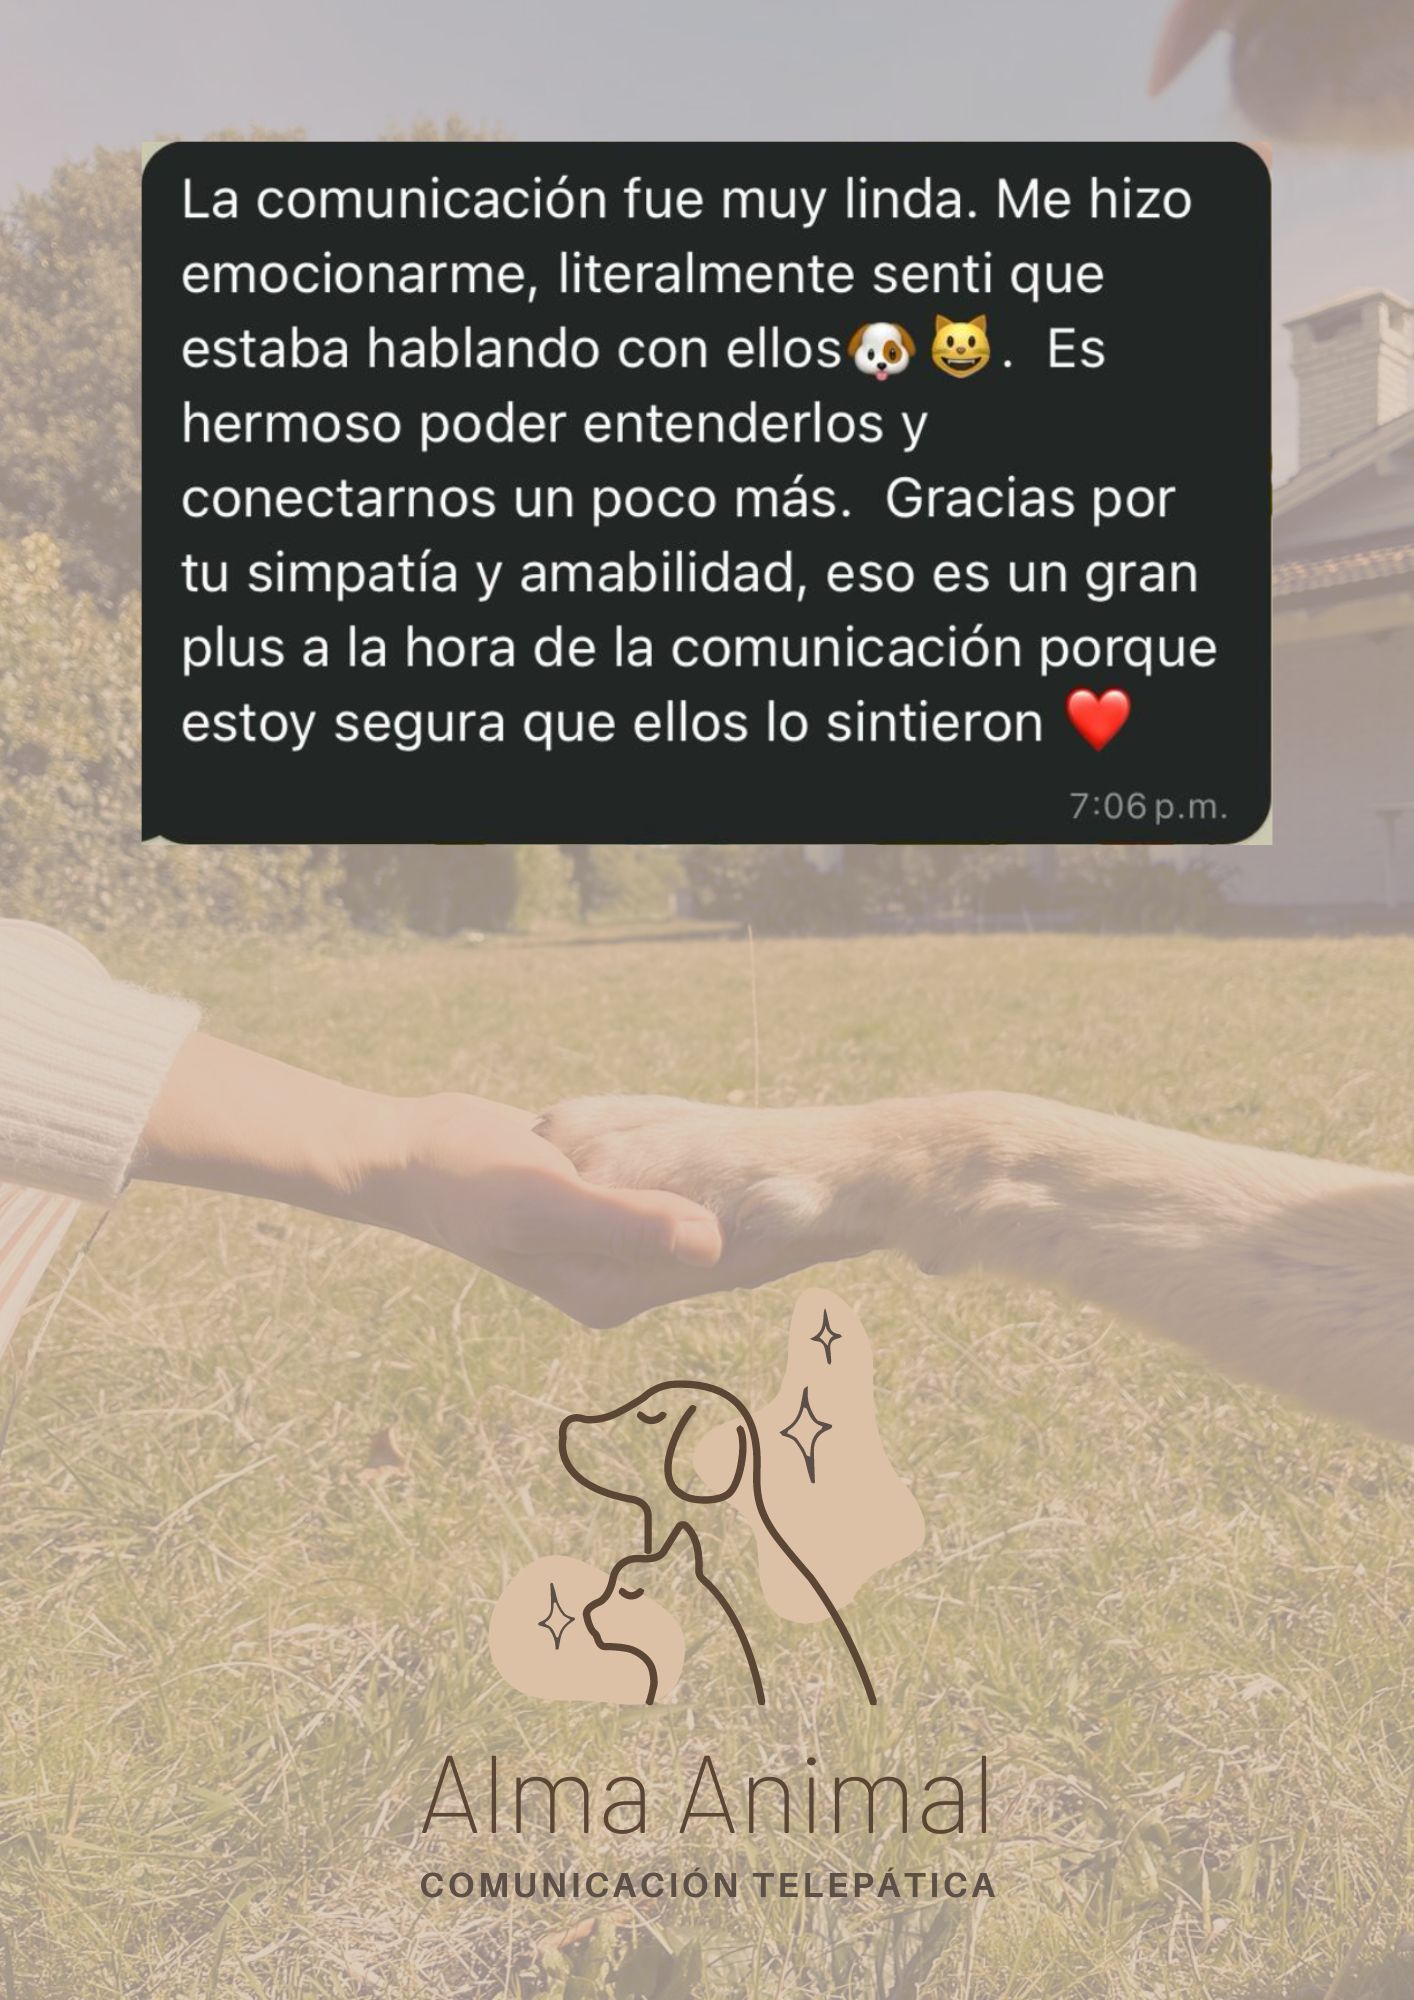 La comunicación fue muy linda. Me hizo
emocionarme, literalmente senti que
estaba hablando con ellos🐶😺.  Es
hermoso poder entenderlos y
conectarnos un poco más.  Gracias por
tu simpatía y amabilidad, eso es un gran
plus a la hora de la comunicación porque
estoy segura que ellos lo sintieron ❤️
7:06 p.m.
Alma Animal
COMUNICACIÓN TELEPÁTICA